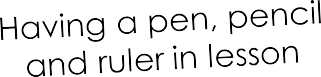 Having a pen, pencil
and ruler in lesson